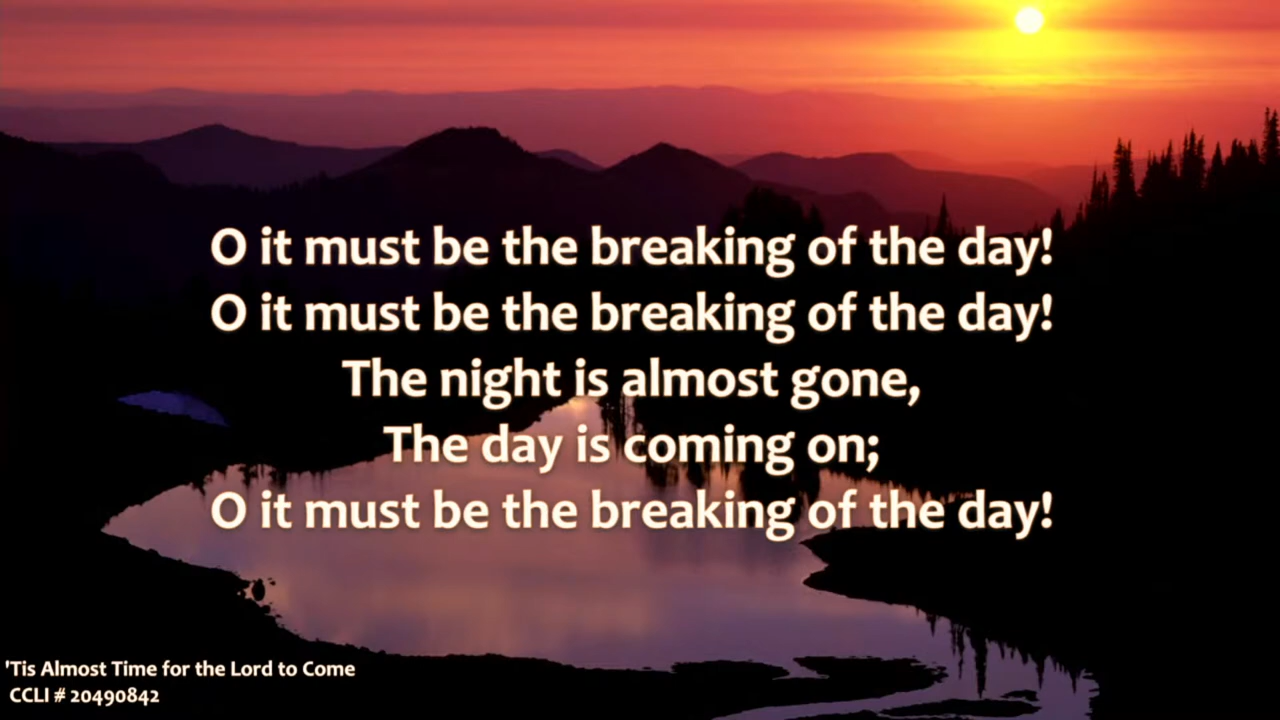 O it must be the breaking of the day!
O it must be the breaking of the day!
The night is almost gone,
The day is coming on;
O it must be the breaking of the day!
'Tis Almost Time for the Lord to Come
CCLI # 20490842